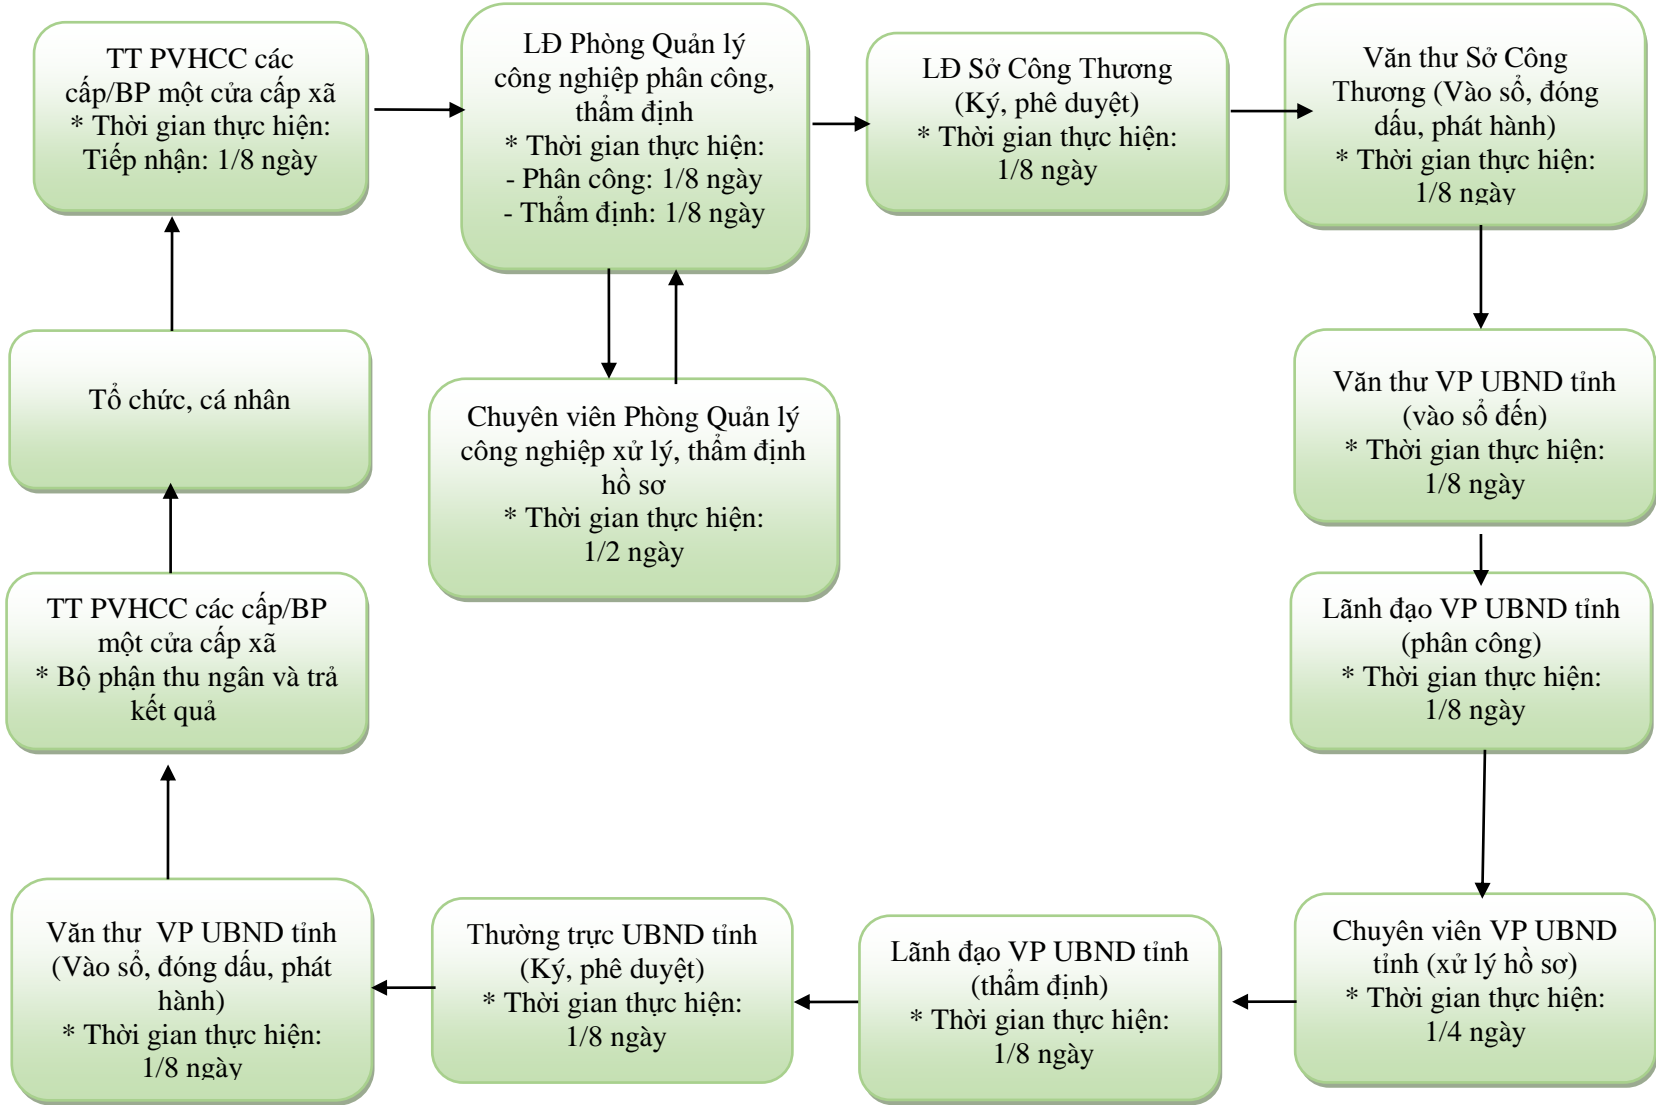 TT PVHCC các
cấp/BP một cửa cấp xã
* Thời gian thực hiện:
Tiếp nhận: 1/8 ngày
LĐ Phòng Quản lý
công nghiệp phân công,
thẩm định
* Thời gian thực hiện:
- Phân công: 1/8 ngày
- Thẩm định: 1/8 ngày
LĐ Sở Công Thương
(Ký, phê duyệt)
* Thời gian thực hiện:
1/8 ngày
Văn thư Sở Công
Thương (Vào sổ, đóng
dấu, phát hành)
* Thời gian thực hiện:
1/8 ngày
Tổ chức, cá nhân
Chuyên viên Phòng Quản lý
công nghiệp xử lý, thẩm định
hồ sơ
* Thời gian thực hiện:
1/2 ngày
Văn thư VP UBND tỉnh
(vào sổ đến)
* Thời gian thực hiện:
1/8 ngày
TT PVHCC các cấp/BP
một cửa cấp xã
* Bộ phận thu ngân và trả
kết quả
Lãnh đạo VP UBND tỉnh
(phân công)
* Thời gian thực hiện:
1/8 ngày
Văn thư  VP UBND tỉnh
(Vào sổ, đóng dấu, phát
hành)
* Thời gian thực hiện:
1/8 ngày
Thường trực UBND tỉnh
(Ký, phê duyệt)
* Thời gian thực hiện:
1/8 ngày
Lãnh đạo VP UBND tỉnh
(thẩm định)
* Thời gian thực hiện:
1/8 ngày
Chuyên viên VP UBND
tỉnh (xử lý hồ sơ)
* Thời gian thực hiện:
1/4 ngày